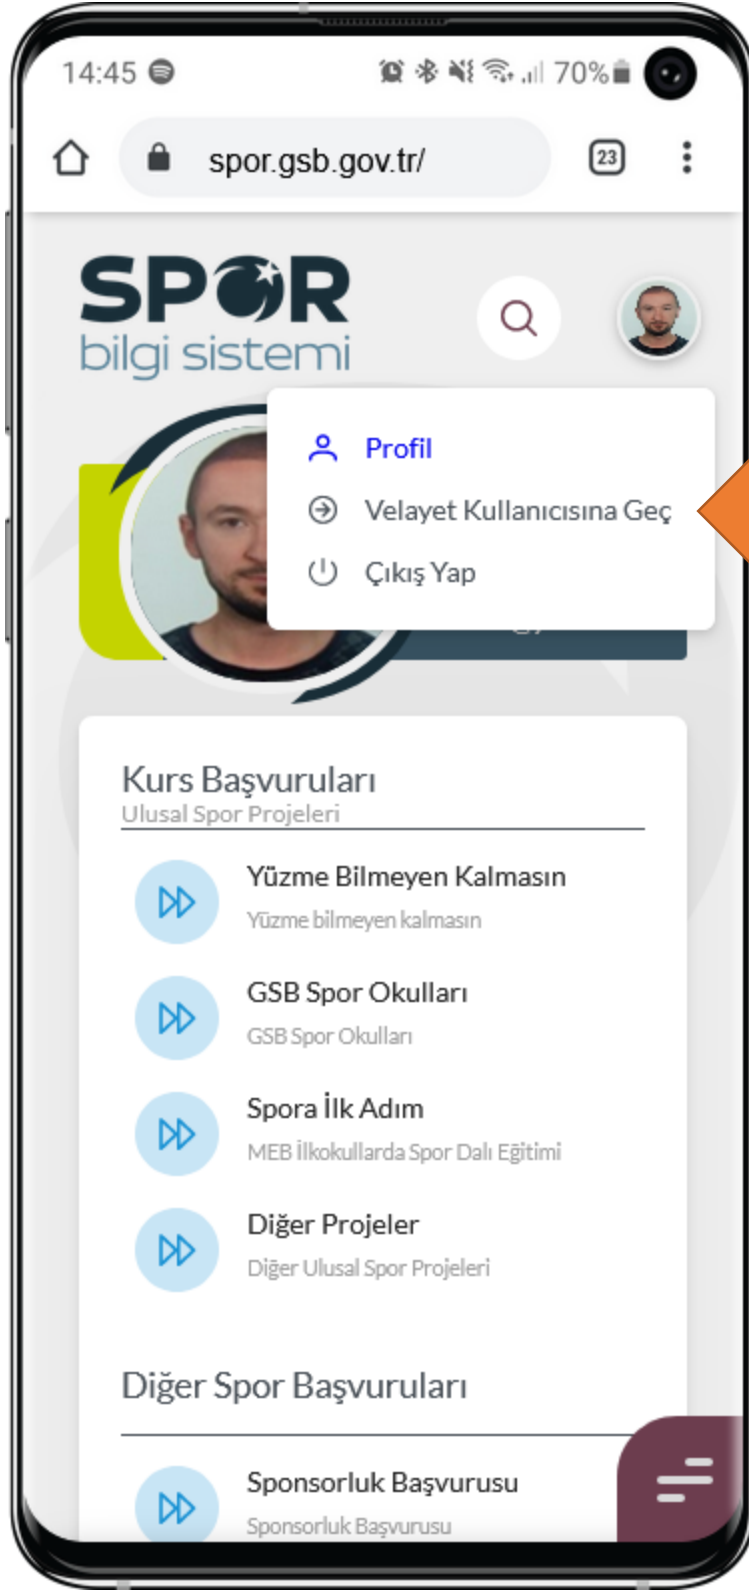 14:45
70%
spor.gsb.gov.tr/
23
SPOR
bilgi sistemi
Profil
Velayet Kullanıcısına Geç
Çıkış Yap
Kurs Başvuruları
Ulusal Spor Projeleri
Yüzme Bilmeyen Kalmasın
Yüzme bilmeyen kalmasın
GSB Spor Okulları
GSB Spor Okulları
Spora İlk Adım
MEB İlkokullarda Spor Dalı Eğitimi
Diğer Projeler
Diğer Ulusal Spor Projeleri
Diğer Spor Başvuruları
Sponsorluk Başvurusu
Sponsorluk Başvurusu